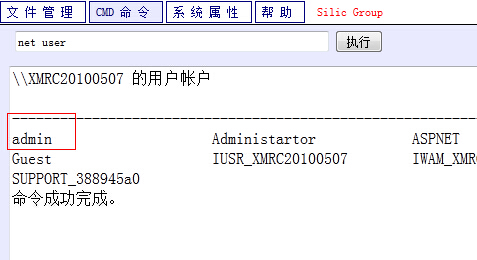 文件管理 CMD命令 系统属性 帮助 Silic Group
net user 执行
\\XMRC20100507 的用户帐户
-------------------------------------------------------------------------------
admin Administartor ASPNET
Guest IUSR_XMRC20100507 IWAM_XMR
SUPPORT_388945a0
命令成功完成。